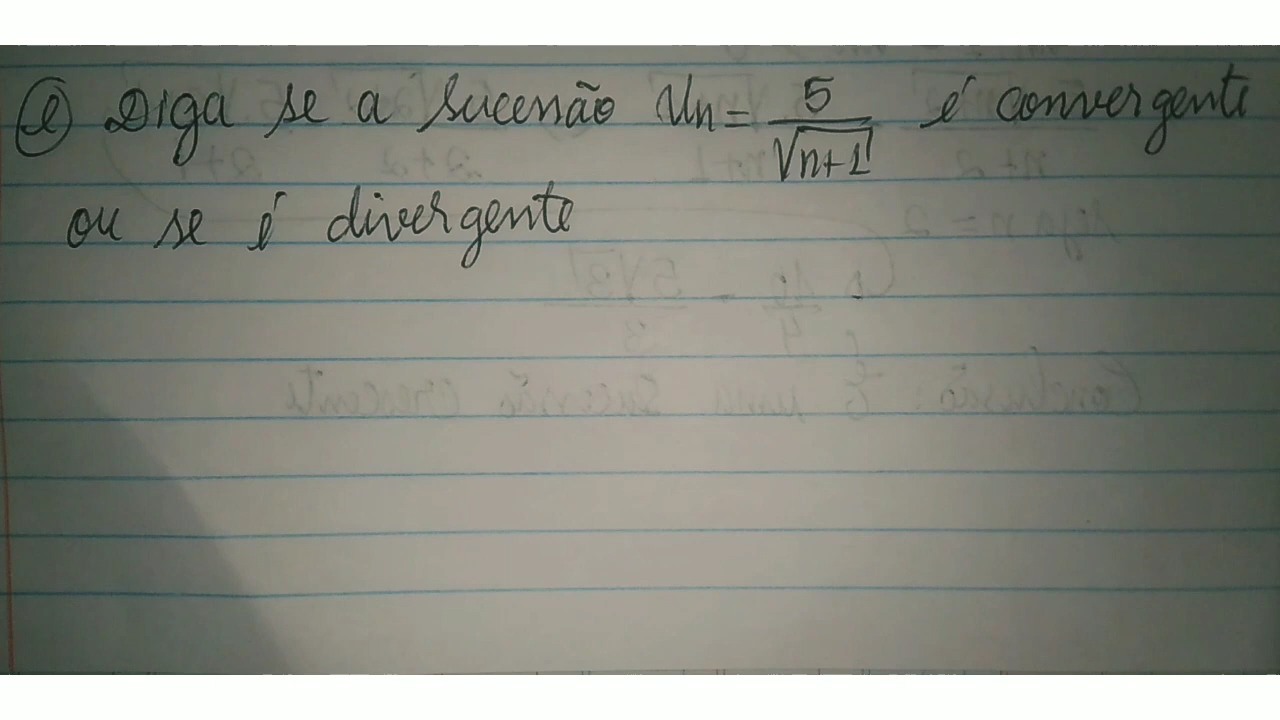 e) Diga se a sucessão Un = 5/√(n+1) é convergente
ou se é divergente